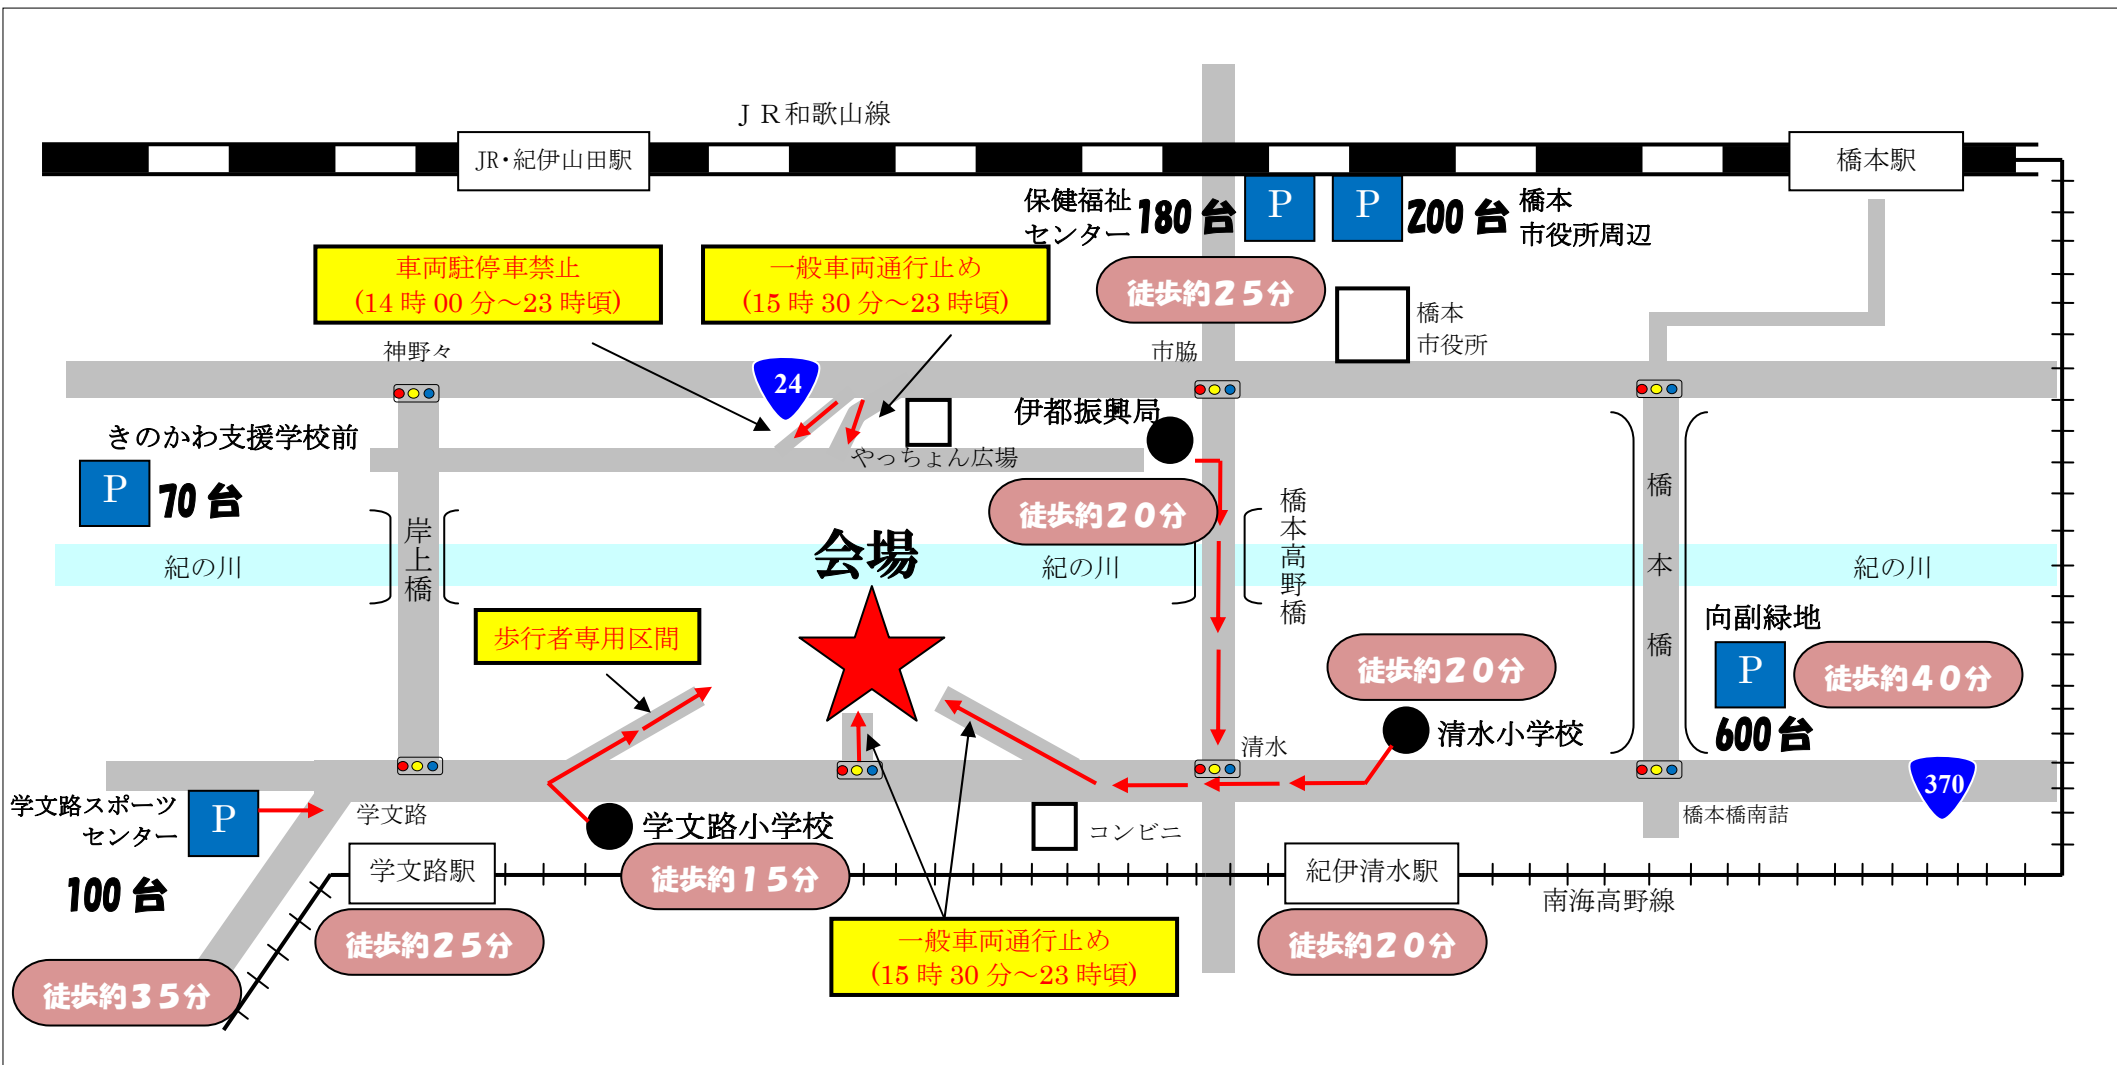 ＪＲ和歌山線
JR・紀伊山田駅
橋本駅
保健福祉
センター
180 台
P
P
200 台
橋本
市役所周辺
車両駐停車禁止
(14 時 00 分～23 時頃)
一般車両通行止め
(15 時 30 分～23 時頃)
徒歩約２５分
橋本
市役所
神野々
市脇
24
伊都振興局
きのかわ支援学校前
P
70 台
やっちょん広場
徒歩約２０分
岸上橋
橋本高野橋
橋本橋
会場
紀の川
紀の川
紀の川
歩行者専用区間
向副緑地
P
徒歩約４０分
600 台
徒歩約２０分
清水小学校
清水
370
学文路スポーツ
センター
P
100 台
学文路
学文路小学校
コンビニ
橋本橋南詰
学文路駅
徒歩約１５分
紀伊清水駅
南海高野線
徒歩約２５分
徒歩約２０分
一般車両通行止め
(15 時 30 分～23 時頃)
徒歩約３５分